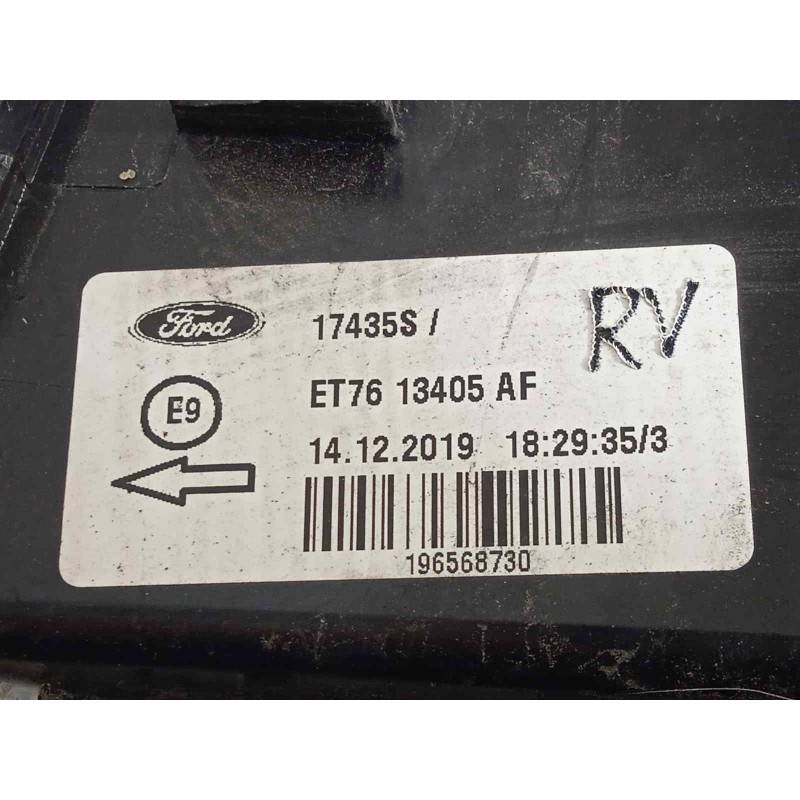 Ford 17435S / RV
E9 ET76 13405 AF
14.12.2019 18:29:35/3
196568730